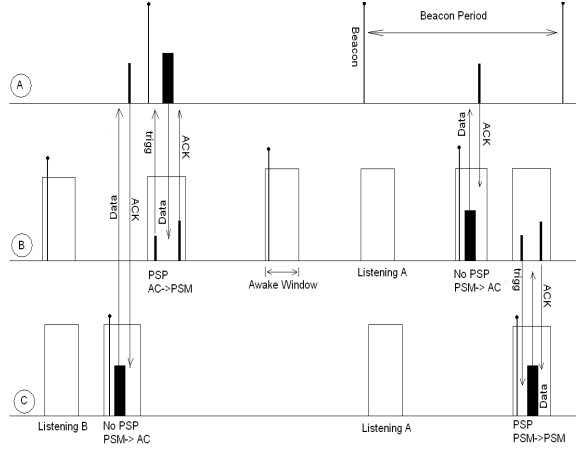 Beacon Period
Beacon
A
trigg
ACK
Data
ACK
Data
ACK
Data
B
PSP
AC->PSM
Awake Window
Listening A
No PSP
PSM-> AC
trigg
ACK
Data
C
Listening B
No PSP
PSM-> AC
Listening A
PSP
PSM->PSM